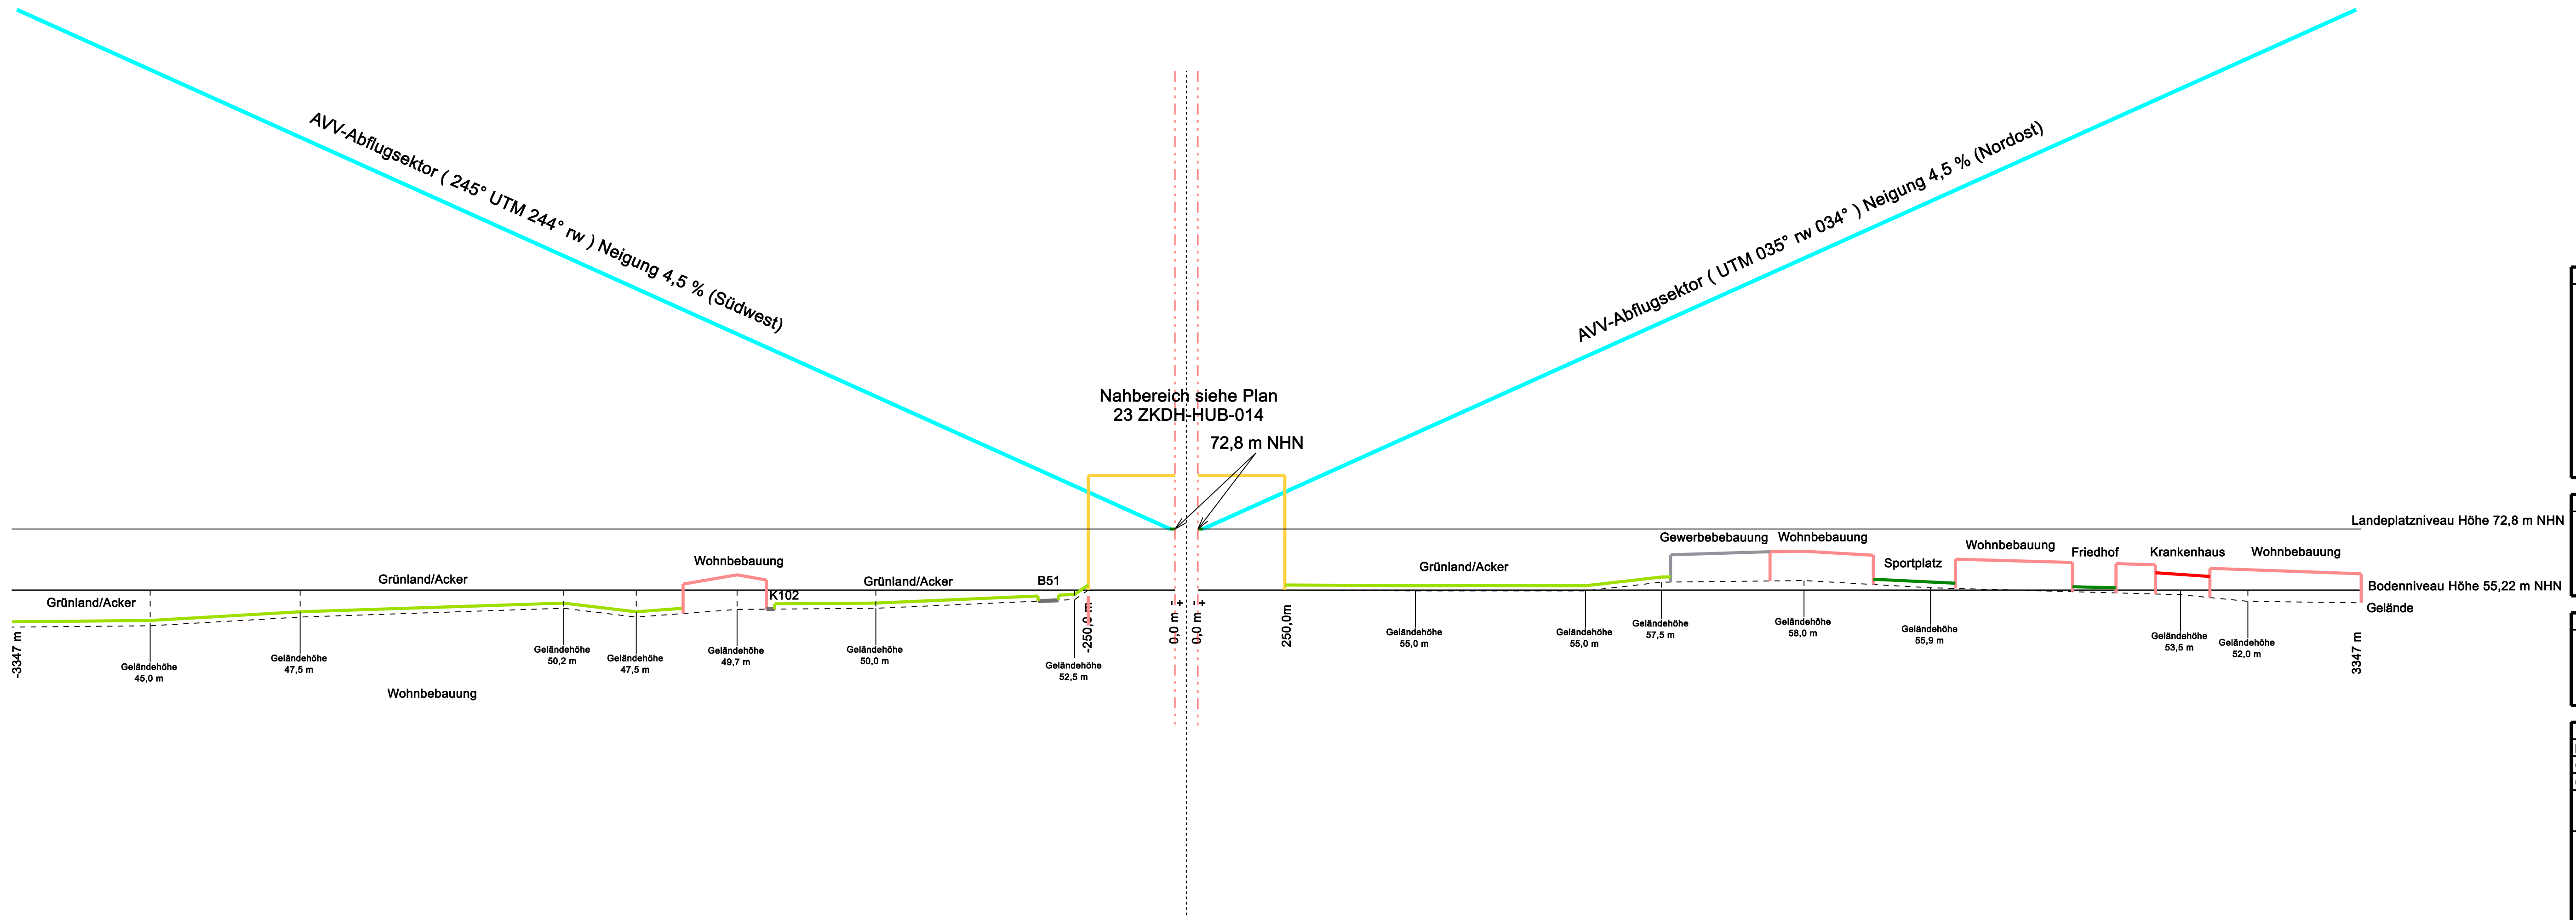 AVV-Abflugsektor ( 245° UTM 244° rw ) Neigung 4,5 % (Südwest)
AVV-Abflugsektor ( UTM 035° rw 034° ) Neigung 4,5 % (Nordost)
Nahbereich siehe Plan
23 ZKDH-HUB-014
72,8 m NHN
Landeplatzniveau Höhe 72,8 m NHN
Gewerbebebauung
Wohnbebauung
Wohnbebauung
Friedhof
Krankenhaus
Wohnbebauung
Sportplatz
Wohnbebauung
Grünland/Acker
Grünland/Acker
Grünland/Acker
B51
K102
Grünland/Acker
Bodenniveau Höhe 55,22 m NHN
Gelände
-3347 m
Geländehöhe
45,0 m
Geländehöhe
47,5 m
Geländehöhe
50,2 m
Geländehöhe
47,5 m
Geländehöhe
49,7 m
Geländehöhe
50,0 m
Geländehöhe
52,5 m
-250,0 m
- +
0,0 m
- +
0,0 m
250,0m
Geländehöhe
55,0 m
Geländehöhe
55,0 m
Geländehöhe
57,5 m
Geländehöhe
58,0 m
Geländehöhe
55,9 m
Geländehöhe
53,5 m
Geländehöhe
52,0 m
3347 m
Wohnbebauung